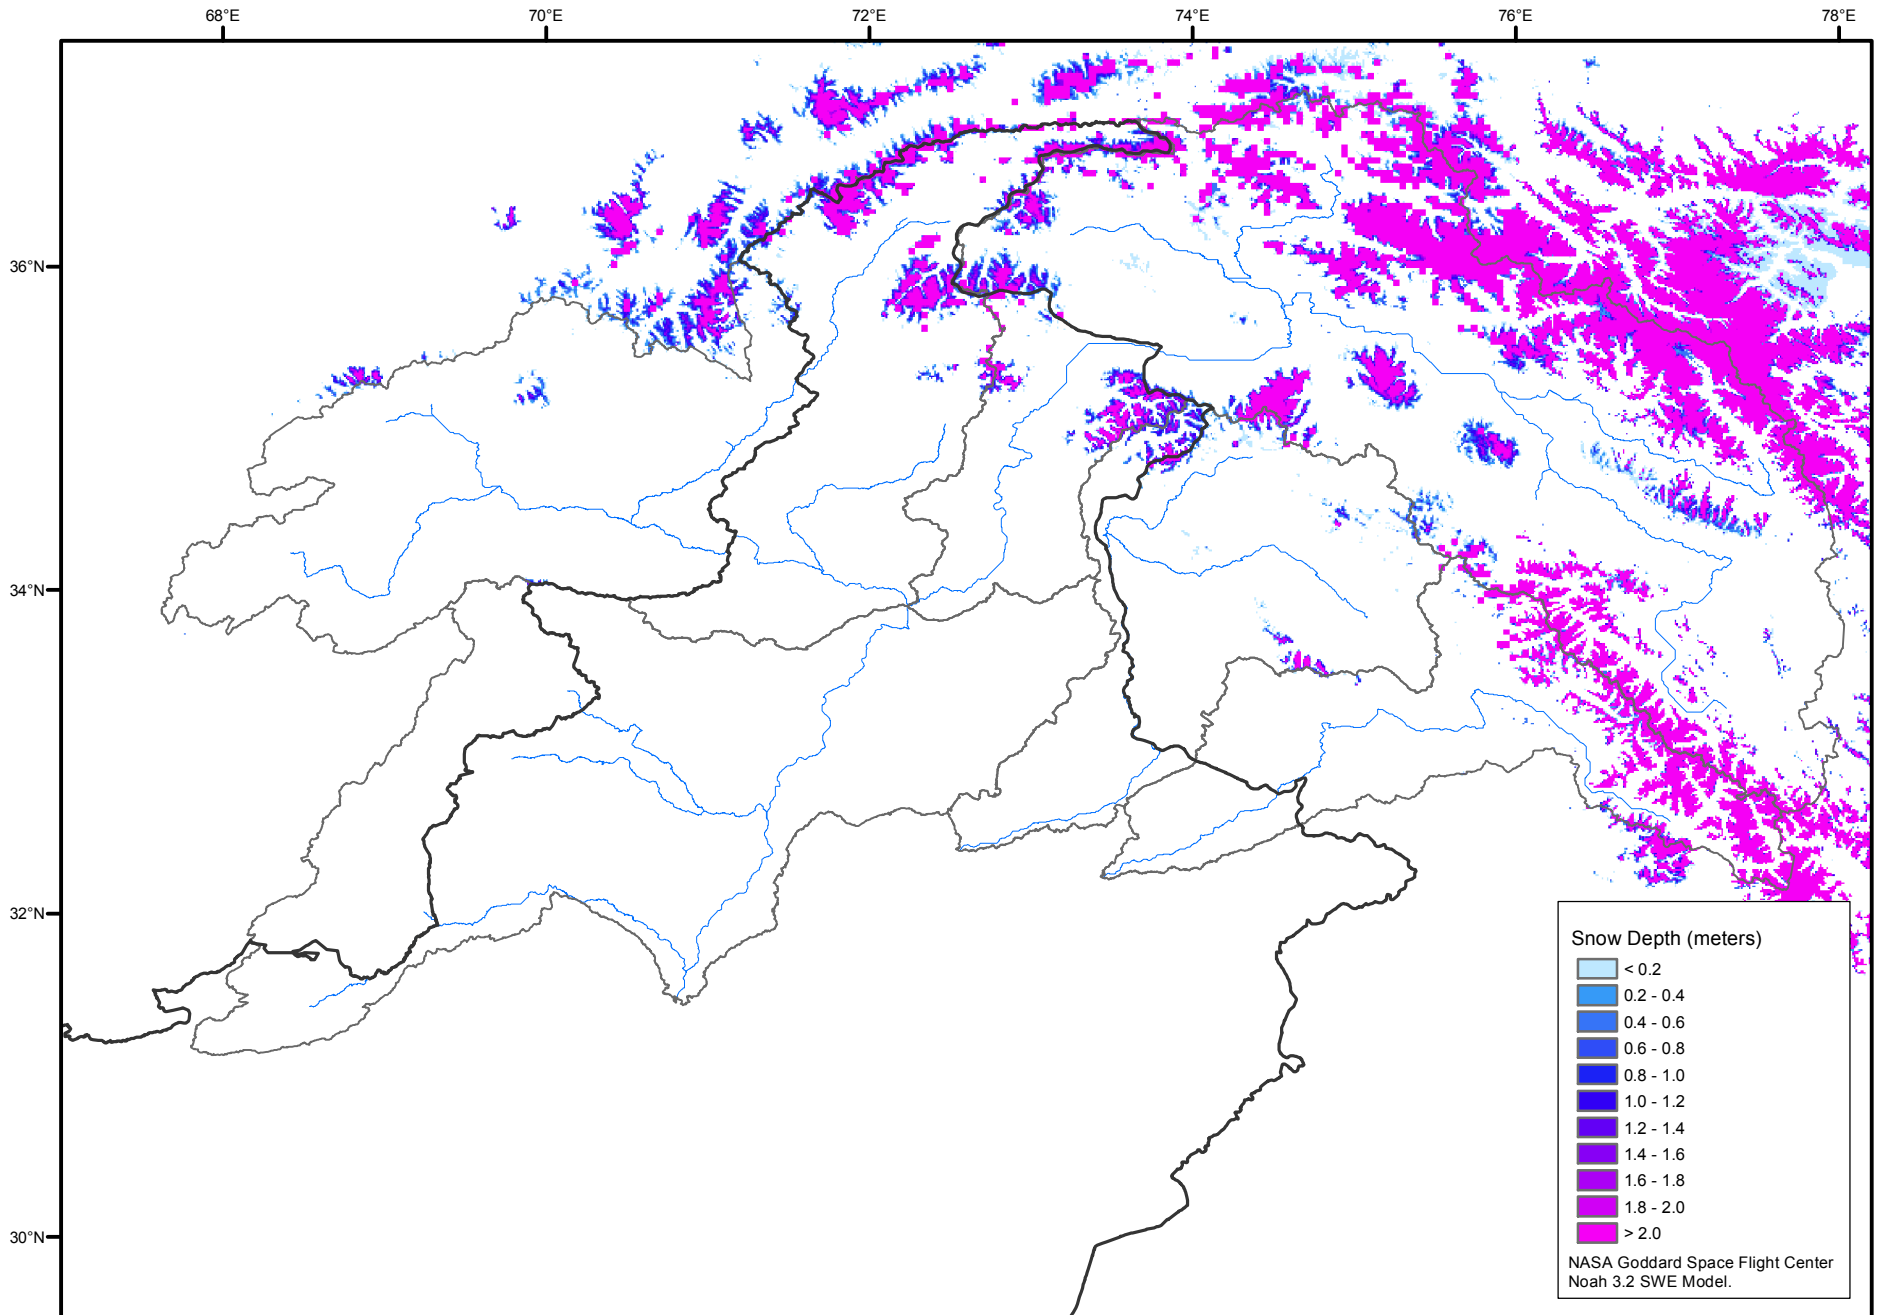 68°E 70°E 72°E 74°E 76°E 78°E
36°N
34°N
32°N
30°N
Snow Depth (meters)
< 0.2
0.2 - 0.4
0.4 - 0.6
0.6 - 0.8
0.8 - 1.0
1.0 - 1.2
1.2 - 1.4
1.4 - 1.6
1.6 - 1.8
1.8 - 2.0
> 2.0
NASA Goddard Space Flight Center
Noah 3.2 SWE Model.